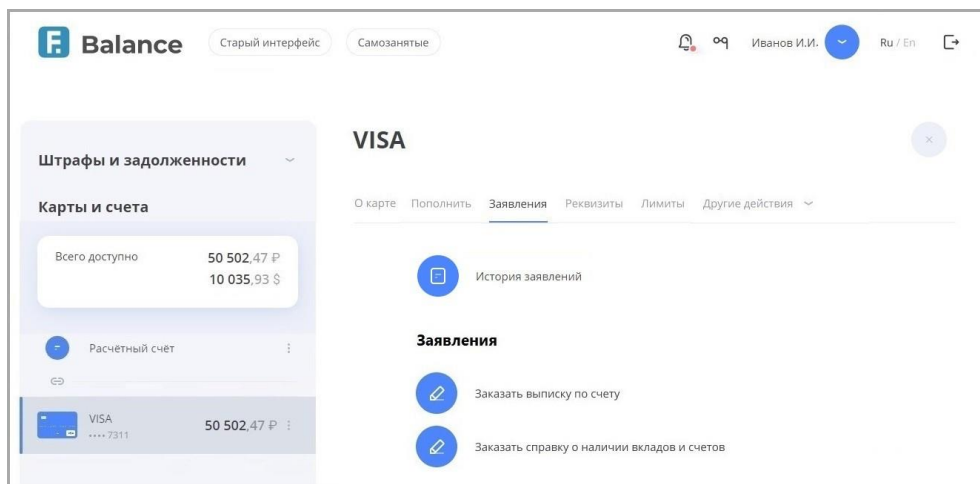 F. Balance
Старый интерфейс
Самозанятые
Иванов И.И.
Ru / En
Штрафы и задолженности
Карты и счета
Всего доступно 50 502,47 ₽
10 035,93 $
Расчётный счёт
VISA 50 502,47 ₽
•••• 7311
VISA
О карте Пополнить Заявления Реквизиты Лимиты Другие действия
История заявлений
Заявления
Заказать выписку по счету
Заказать справку о наличии вкладов и счетов